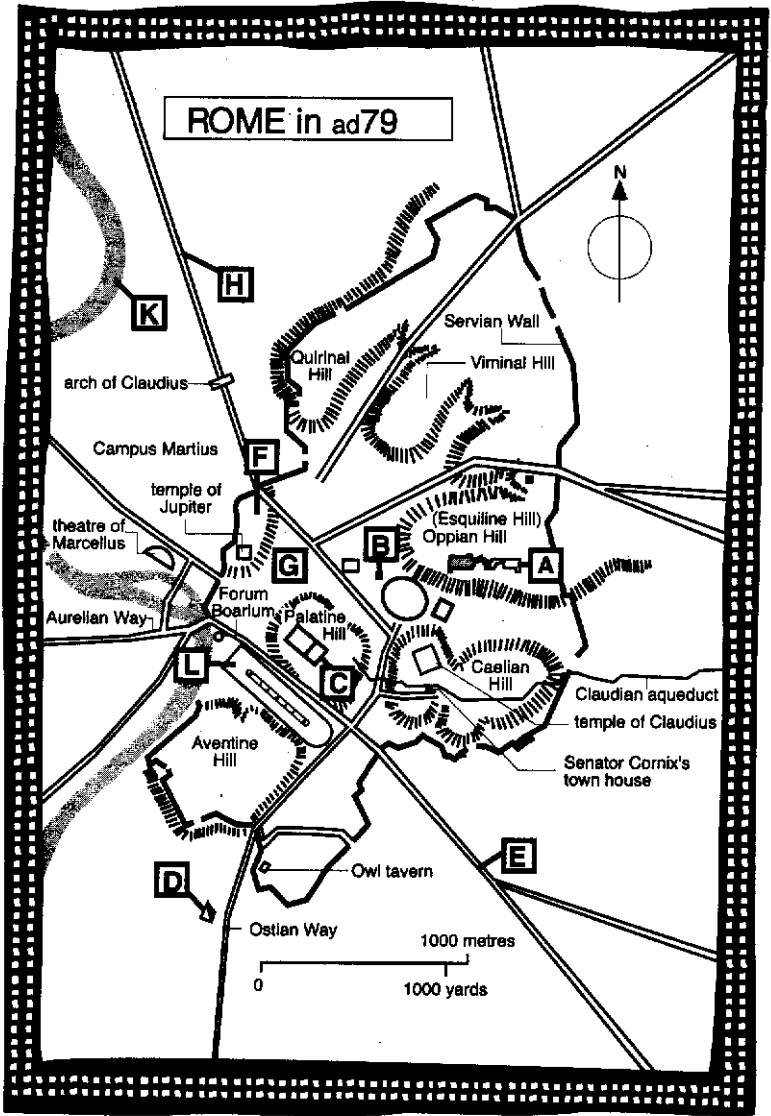 ROME in ad79
N
H
K
Servian Wall
Quirinal
Hill
Viminal Hill
arch of Claudius
Campus Martius
F
temple of
Jupiter
(Esquiline Hill)
Oppian Hill
theatre of
Marcellus
B
G
A
Forum
Boarium
Aurelian Way
Palatine
Hill
L
C
Caelian
Hill
Claudian aqueduct
temple of Claudius
Aventine
Hill
Senator Cornix's
town house
E
D
Owl tavern
Ostian Way
1000 metres
0
1000 yards